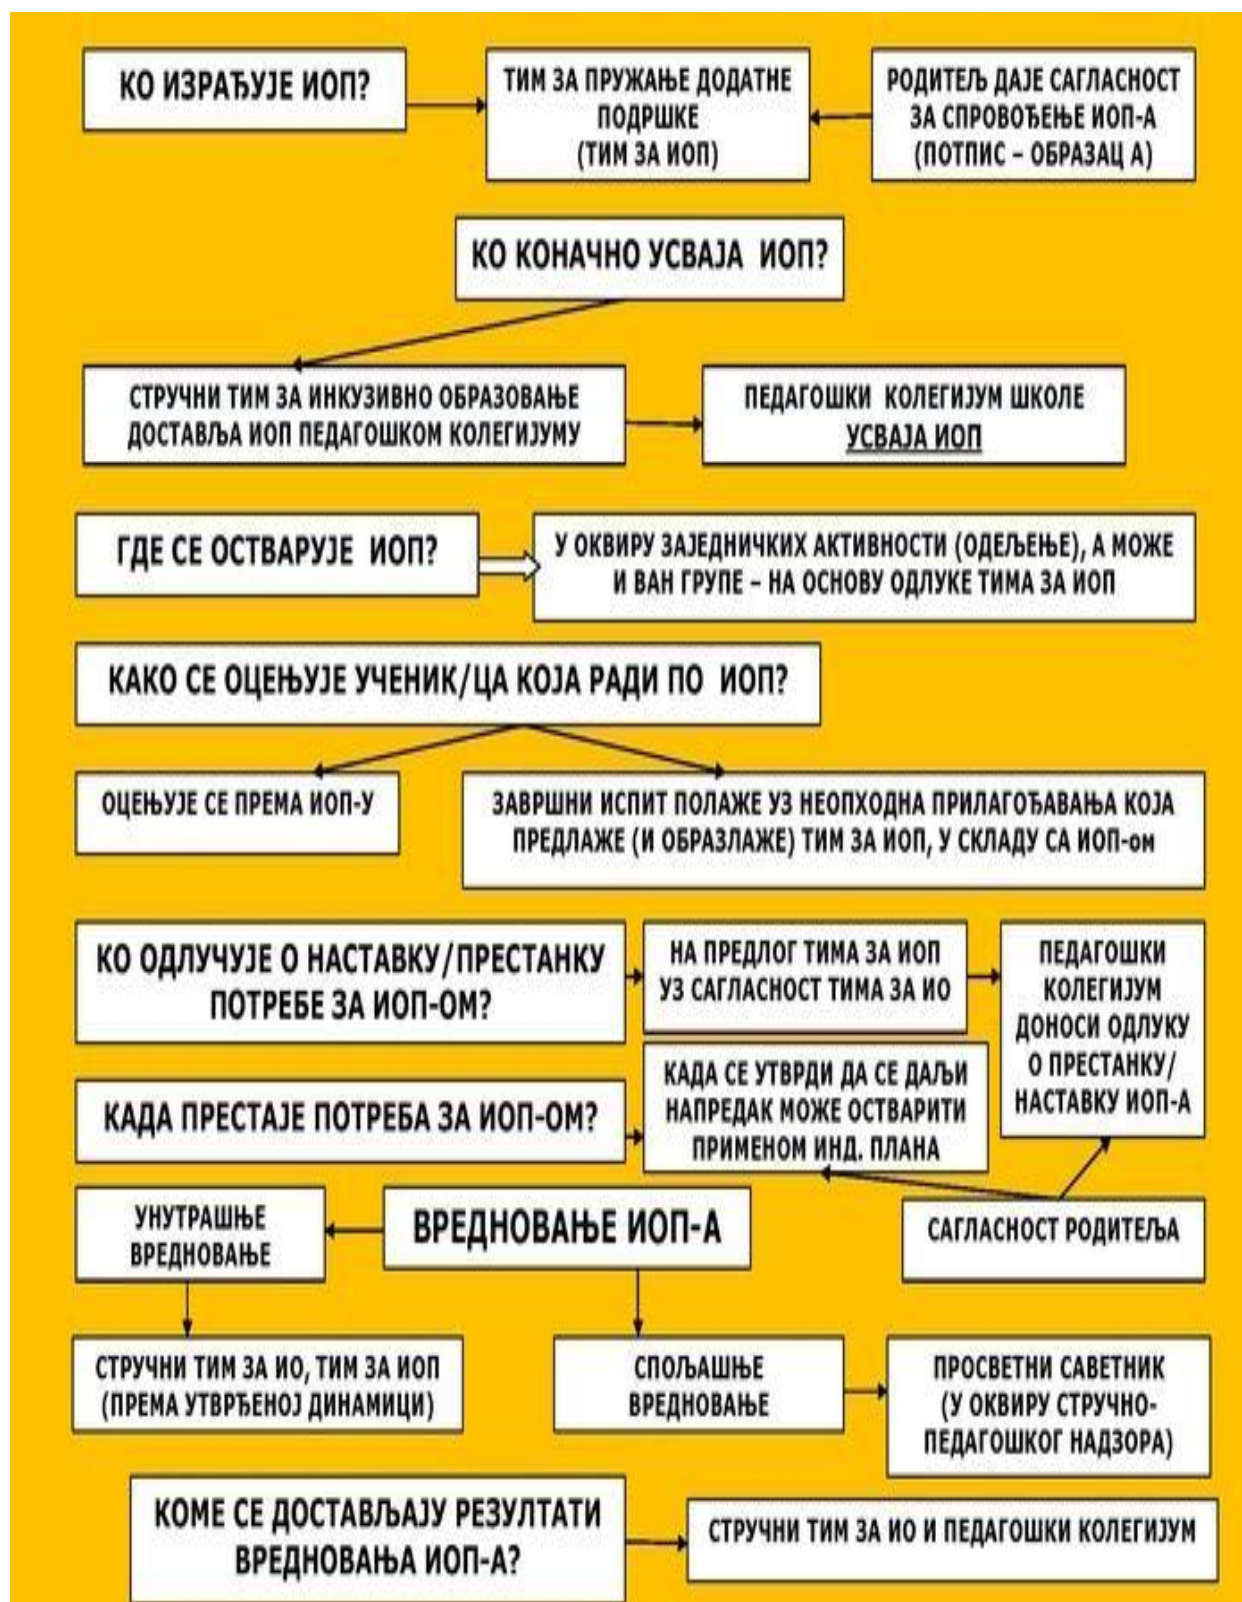 КО ИЗРАЂУЈЕ ИОП?
ТИМ ЗА ПРУЖАЊЕ ДОДАТНЕ
ПОДРШКЕ
(ТИМ ЗА ИОП)
РОДИТЕЉ ДАЈЕ САГЛАСНОСТ
ЗА СПРОВОЂЕЊЕ ИОП-А
(ПОТПИС – ОБРАЗАЦ А)
КО КОНАЧНО УСВАЈА ИОП?
СТРУЧНИ ТИМ ЗА ИНКУЗИВНО ОБРАЗОВАЊЕ
ДОСТАВЉА ИОП ПЕДАГОШКОМ КОЛЕГИЈУМУ
ПЕДАГОШКИ КОЛЕГИЈУМ ШКОЛЕ
УСВАЈА ИОП
ГДЕ СЕ ОСТВАРУЈЕ ИОП?
У ОКВИРУ ЗАЈЕДНИЧКИХ АКТИВНОСТИ (ОДЕЉЕЊЕ), А МОЖЕ
И ВАН ГРУПЕ – НА ОСНОВУ ОДЛУКЕ ТИМА ЗА ИОП
КАКО СЕ ОЦЕЊУЈЕ УЧЕНИК/ЦА КОЈА РАДИ ПО ИОП?
ОЦЕЊУЈЕ СЕ ПРЕМА ИОП-У
ЗАВРШНИ ИСПИТ ПОЛАЖЕ УЗ НЕОПХОДНА ПРИЛАГОЂАВАЊА КОЈА
ПРЕДЛАЖЕ (И ОБРАЗЛАЖЕ) ТИМ ЗА ИОП, У СКЛАДУ СА ИОП-ом
КО ОДЛУЧУЈЕ О НАСТАВКУ/ПРЕСТАНКУ
ПОТРЕБЕ ЗА ИОП-ОМ?
НА ПРЕДЛОГ ТИМА ЗА ИОП
УЗ САГЛАСНОСТ ТИМА ЗА ИО
ПЕДАГОШКИ
КОЛЕГИЈУМ
ДОНОСИ ОДЛУКУ
О ПРЕСТАНКУ/
НАСТАВКУ ИОП-А
КАДА ПРЕСТАЈЕ ПОТРЕБА ЗА ИОП-ОМ?
КАДА СЕ УТВРДИ ДА СЕ ДАЉИ
НАПРЕДАК МОЖЕ ОСТВАРИТИ
ПРИМЕНОМ ИНД. ПЛАНА
САГЛАСНОСТ РОДИТЕЉА
ВРЕДНОВАЊЕ ИОП-А
УНУТРАШЊЕ
ВРЕДНОВАЊЕ
СТРУЧНИ ТИМ ЗА ИО, ТИМ ЗА ИОП
(ПРЕМА УТВРЂЕНОЈ ДИНАМИЦИ)
СПОЉАШЊЕ
ВРЕДНОВАЊЕ
ПРОСВЕТНИ САВЕТНИК
(У ОКВИРУ СТРУЧНО-
ПЕДАГОШКОГ НАДЗОРА)
КОМЕ СЕ ДОСТАВЉАЈУ РЕЗУЛТАТИ
ВРЕДНОВАЊА ИОП-А?
СТРУЧНИ ТИМ ЗА ИО И ПЕДАГОШКИ КОЛЕГИЈУМ